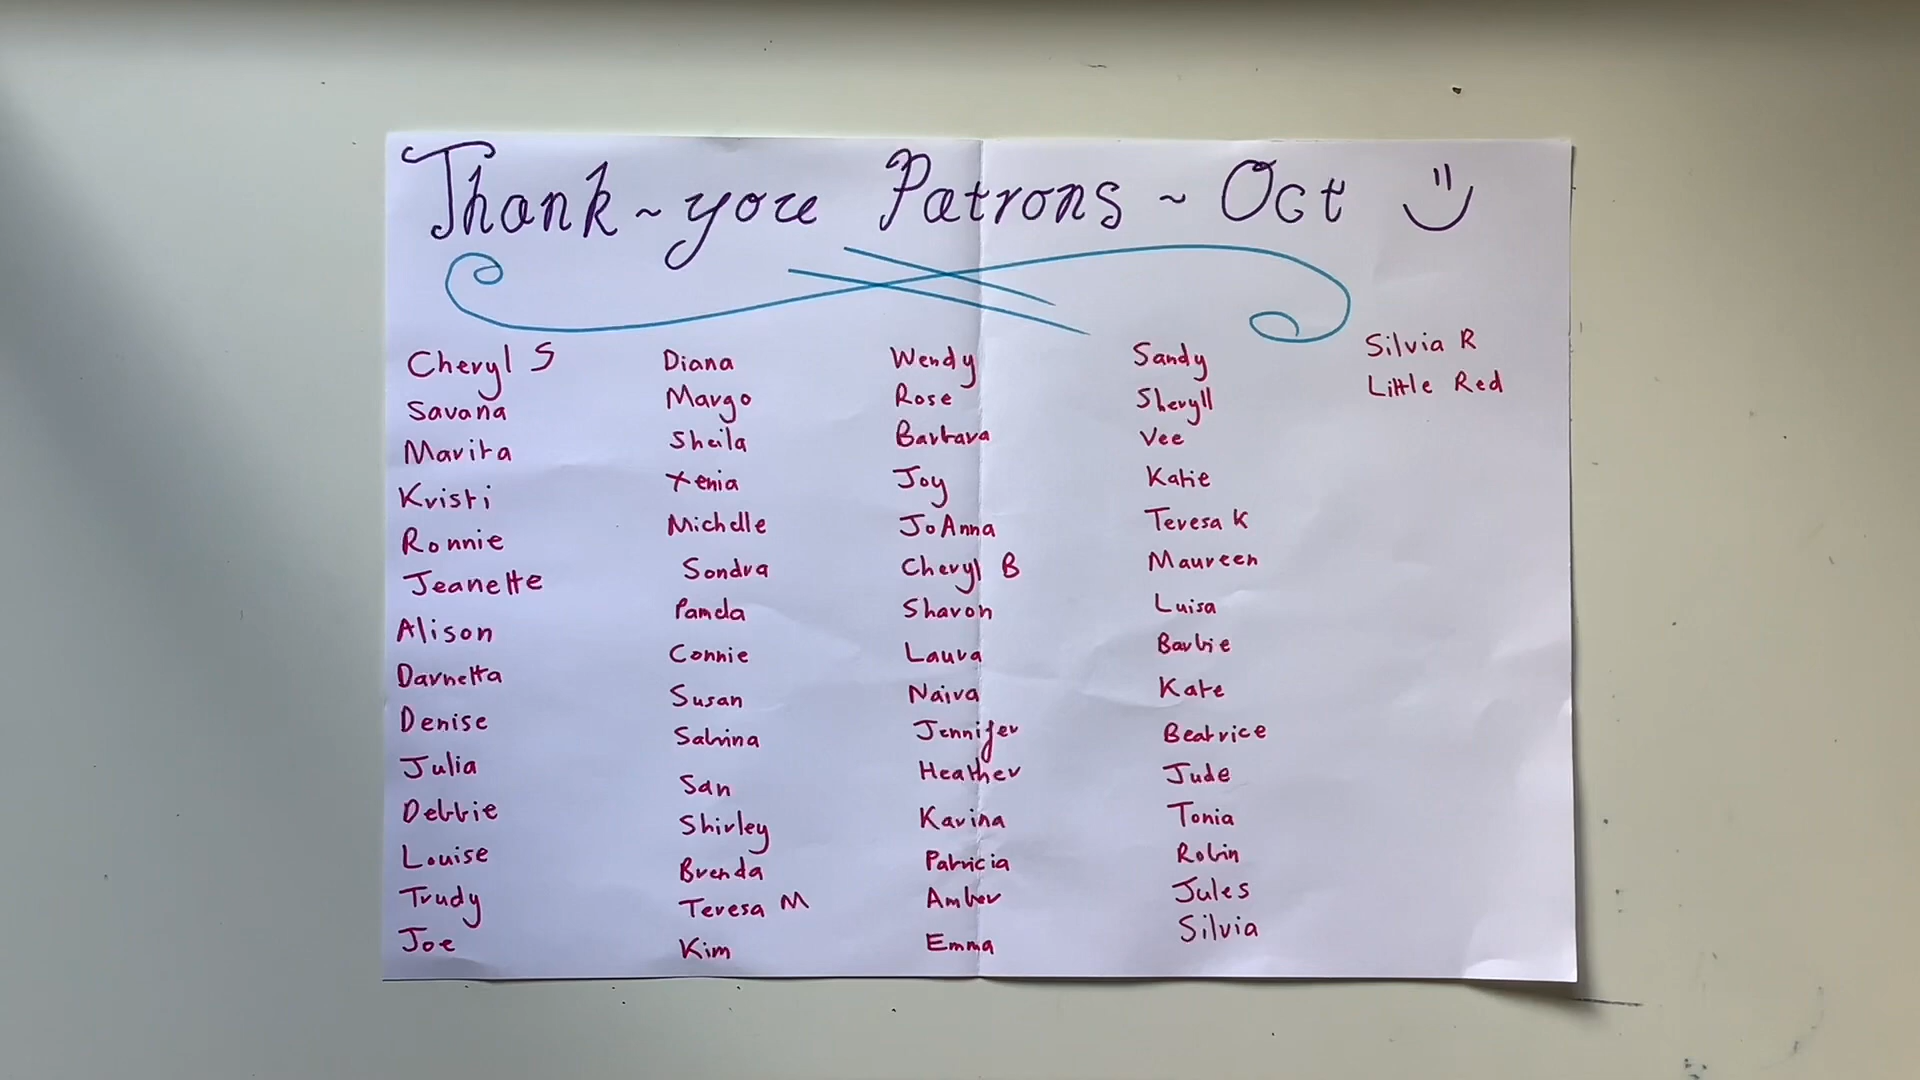 Thank~you Patrons ~ Oct
Cheryl S
Savana
Marita
Kristi
Ronnie
Jeanette
Alison
Darnetta
Denise
Julia
Debbie
Louise
Trudy
Joe
Diana
Margo
Sheila
Xenia
Michelle
Sondra
Pamela
Connie
Susan
Sabrina
San
Shirley
Brenda
Teresa M
Kim
Wendy
Rose
Barbara
Joy
JoAnna
Cheryl B
Sharon
Laura
Naira
Jennifer
Heather
Karina
Patricia
Amber
Emma
Sandy
Sheryll
Vee
Katie
Teresa K
Maureen
Luisa
Barbie
Kate
Beatrice
Jude
Tonia
Robin
Jules
Silvia
Silvia R
Little Red